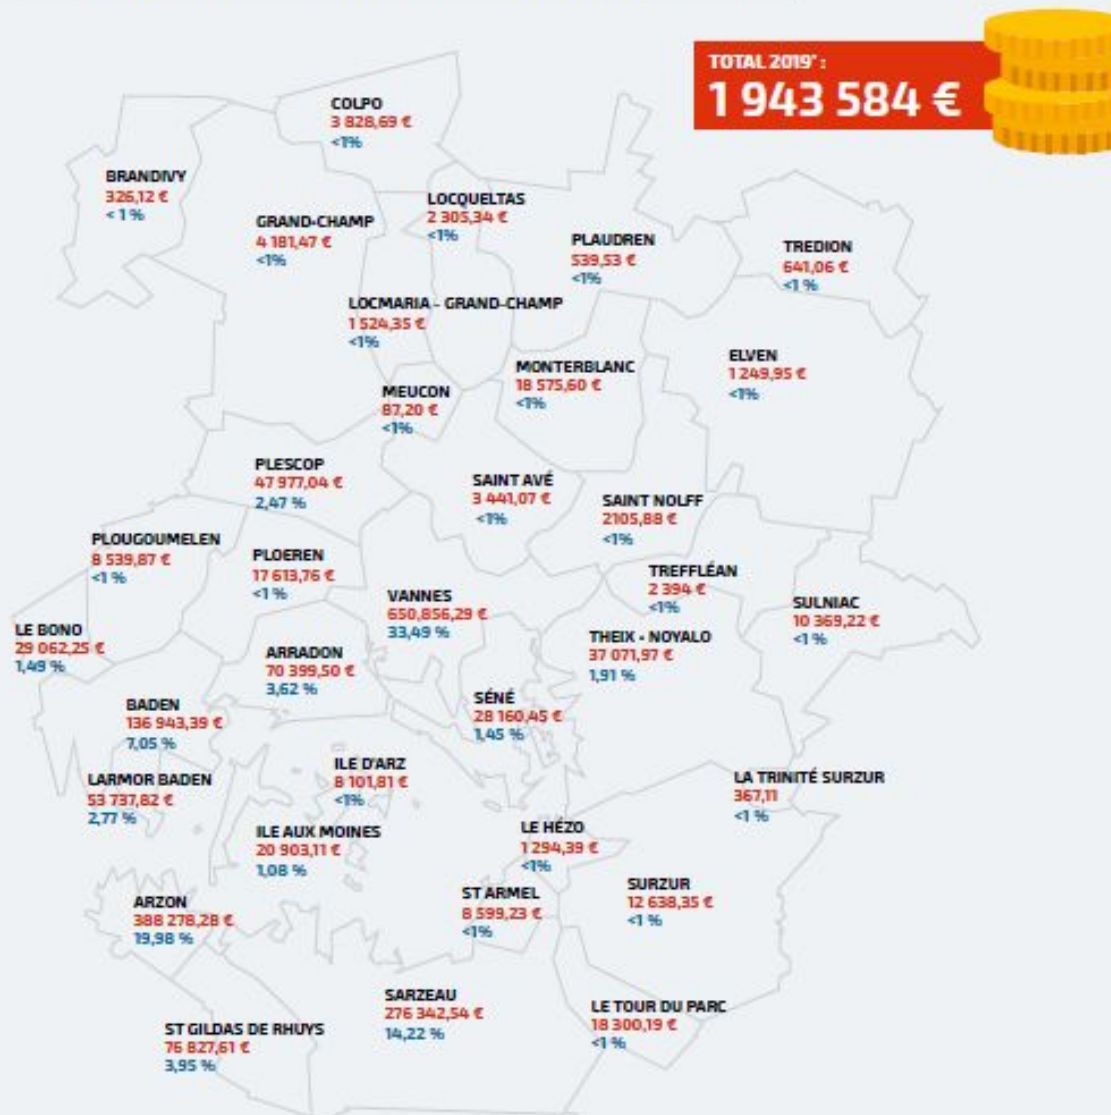 TOTAL 2019* :
1 943 584 €
COLPO
3 828,69 €
<1%
BRANDIVY
326,12 €
< 1 %
LOCQUELTAS
2 305,34 €
<1%
GRAND-CHAMP
4 181,47 €
<1%
PLAUDREN
539,53 €
<1%
TREDION
641,06 €
<1 %
LOCMARIA - GRAND-CHAMP
1 524,35 €
<1%
MONTERBLANC
18 575,60 €
<1%
ELVEN
1 249,95 €
<1%
MEUCON
87,20 €
<1%
PLESCOP
47 977,04 €
2,47 %
SAINT AVÉ
3 441,07 €
<1%
SAINT NOLFF
2105,88 €
<1%
PLOUGOUMELEN
8 539,87 €
<1 %
PLOEREN
17 613,76 €
<1 %
VANNES
650,856,29 €
33,49 %
TREFFLÉAN
2 394 €
<1%
SULNIAC
10 369,22 €
<1 %
LE BONO
29 062,25 €
1,49 %
ARRADON
70 399,50 €
3,62 %
THEIX - NOYALO
37 071,97 €
1,91 %
BADEN
136 943,39 €
7,05 %
SÉNÉ
28 160,45 €
1,45 %
LARMOR BADEN
53 737,82 €
2,77 %
ILE D'ARZ
8 101,81 €
<1%
LA TRINITÉ SURZUR
367,11
<1 %
ILE AUX MOINES
20 903,11 €
1,08 %
LE HÉZO
1 294,39 €
<1%
ARZON
388 278,28 €
19,98 %
ST ARMEL
8 599,23 €
<1%
SURZUR
12 638,35 €
<1 %
SARZEAU
276 342,54 €
14,22 %
LE TOUR DU PARC
18 300,19 €
<1 %
ST GILDAS DE RHUYS
76 827,61 €
3,95 %